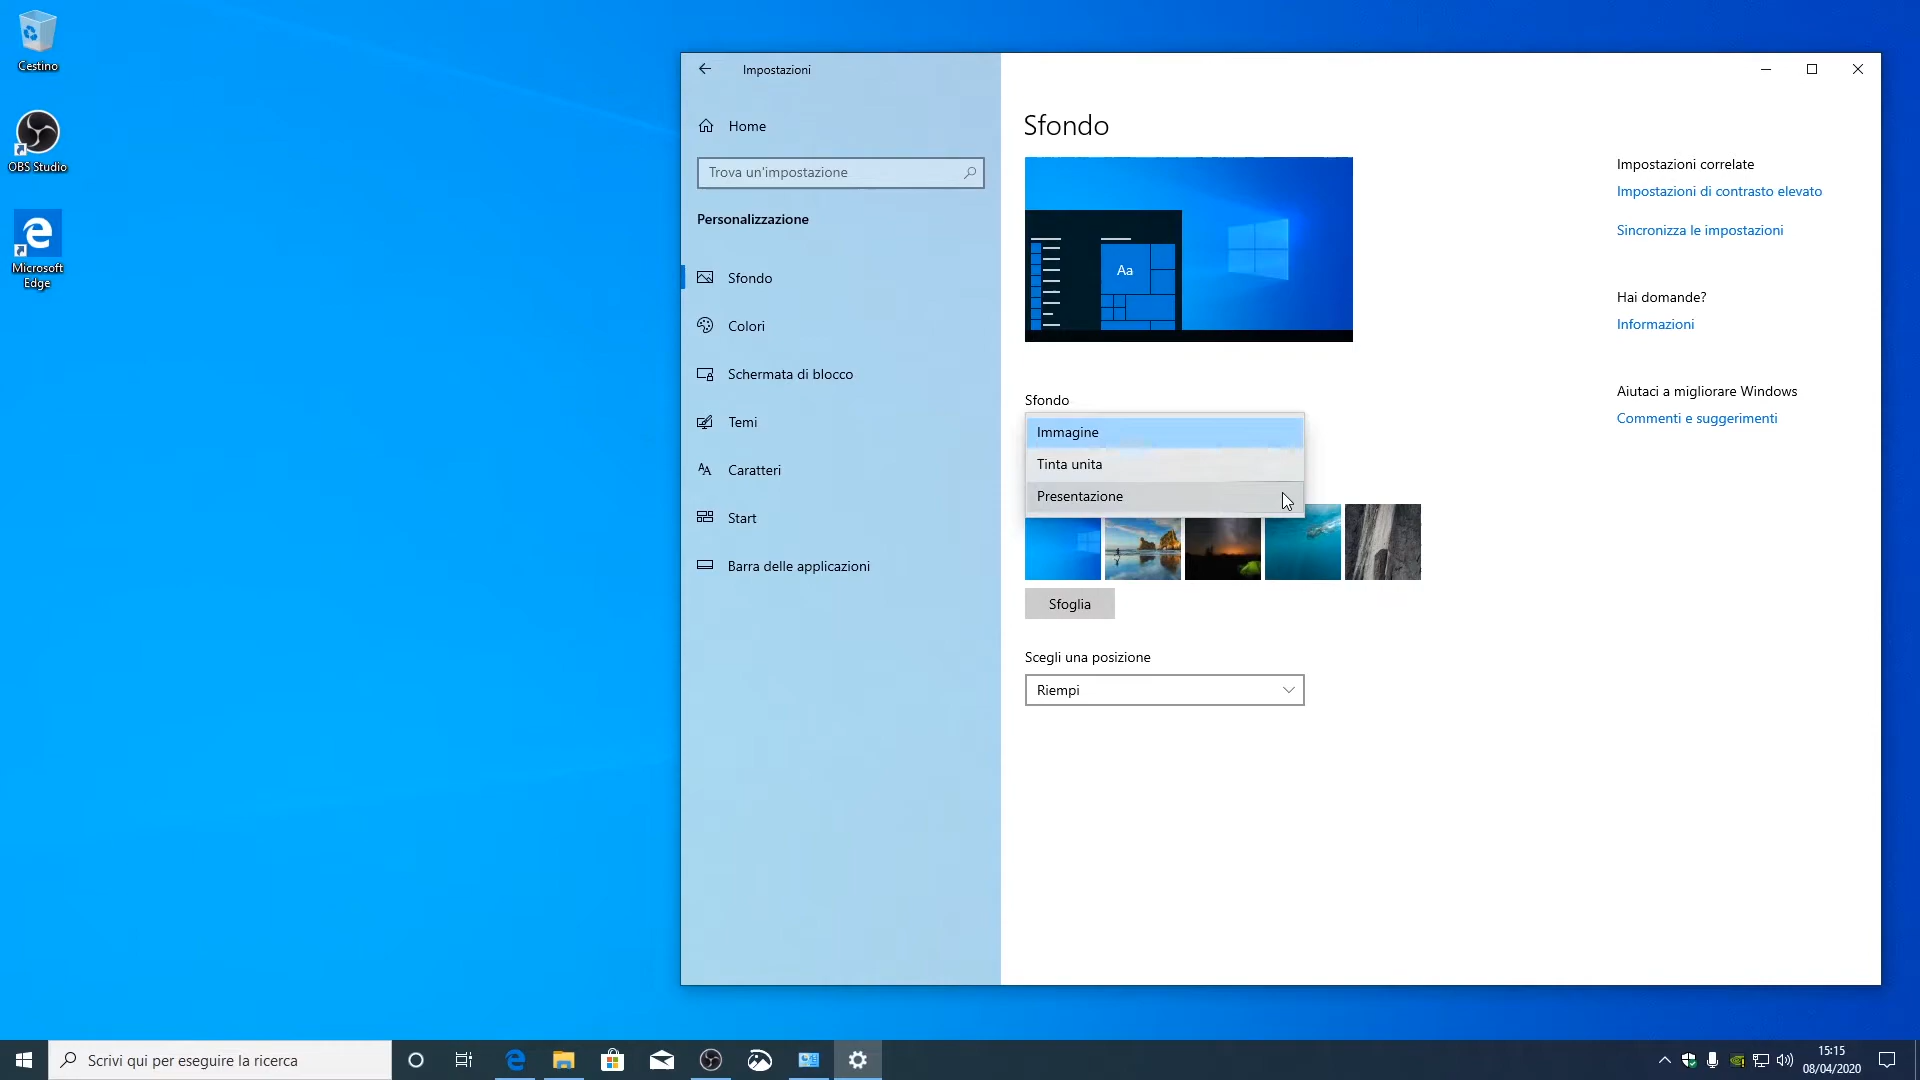 Cestino
OBS Studio
Microsoft
Edge
Impostazioni
Home
Trova un'impostazione
Personalizzazione
Sfondo
Colori
Schermata di blocco
Temi
Caratteri
Start
Barra delle applicazioni
Sfondo
Aa
Sfondo
Immagine
Tinta unita
Presentazione
Sfoglia
Scegli una posizione
Riempi
Impostazioni correlate
Impostazioni di contrasto elevato
Sincronizza le impostazioni
Hai domande?
Informazioni
Aiutaci a migliorare Windows
Commenti e suggerimenti
Scrivi qui per eseguire la ricerca
15:15
08/04/2020